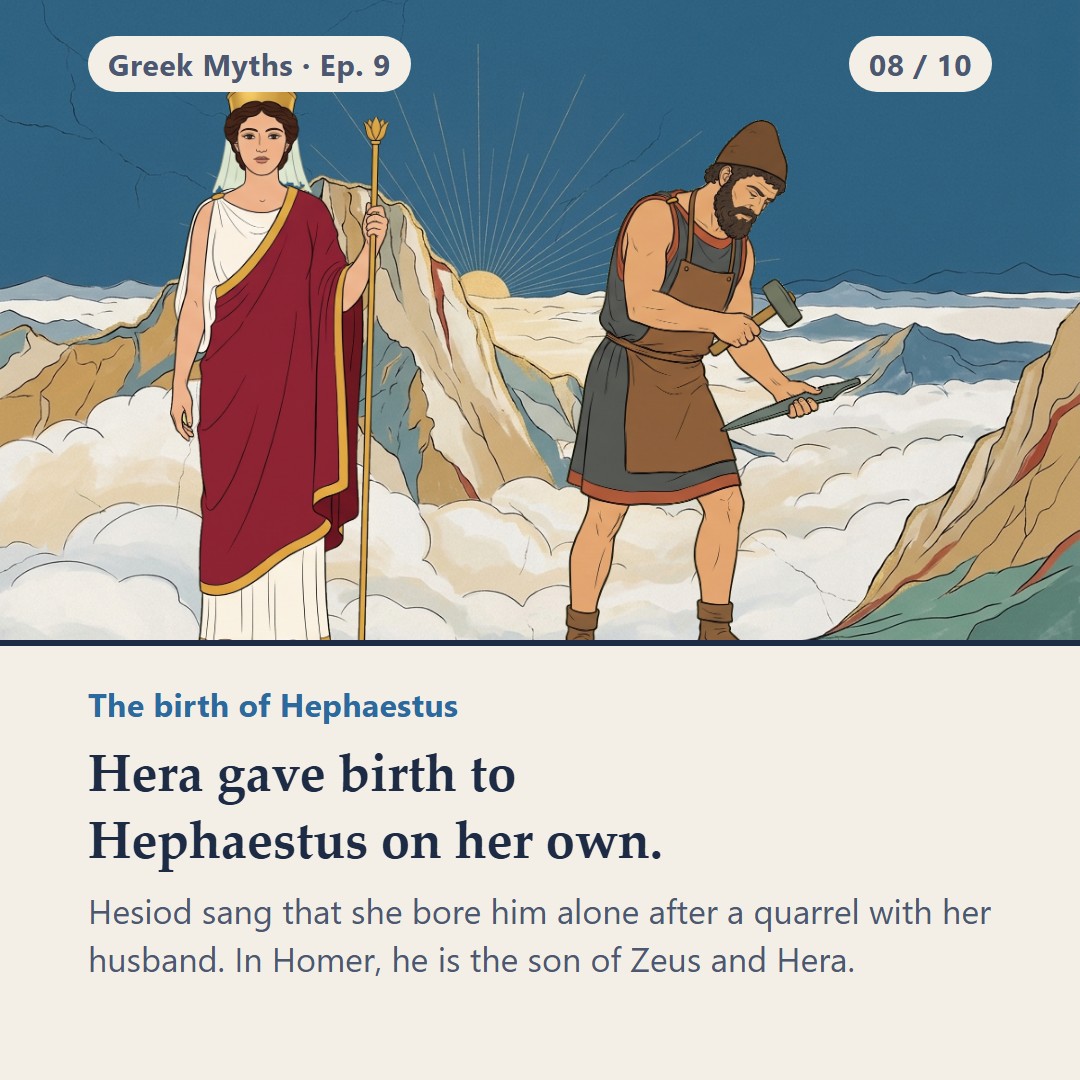 Greek Myths · Ep. 9
08 / 10
The birth of Hephaestus
Hera gave birth to
Hephaestus on her own.
Hesiod sang that she bore him alone after a quarrel with her
husband. In Homer, he is the son of Zeus and Hera.